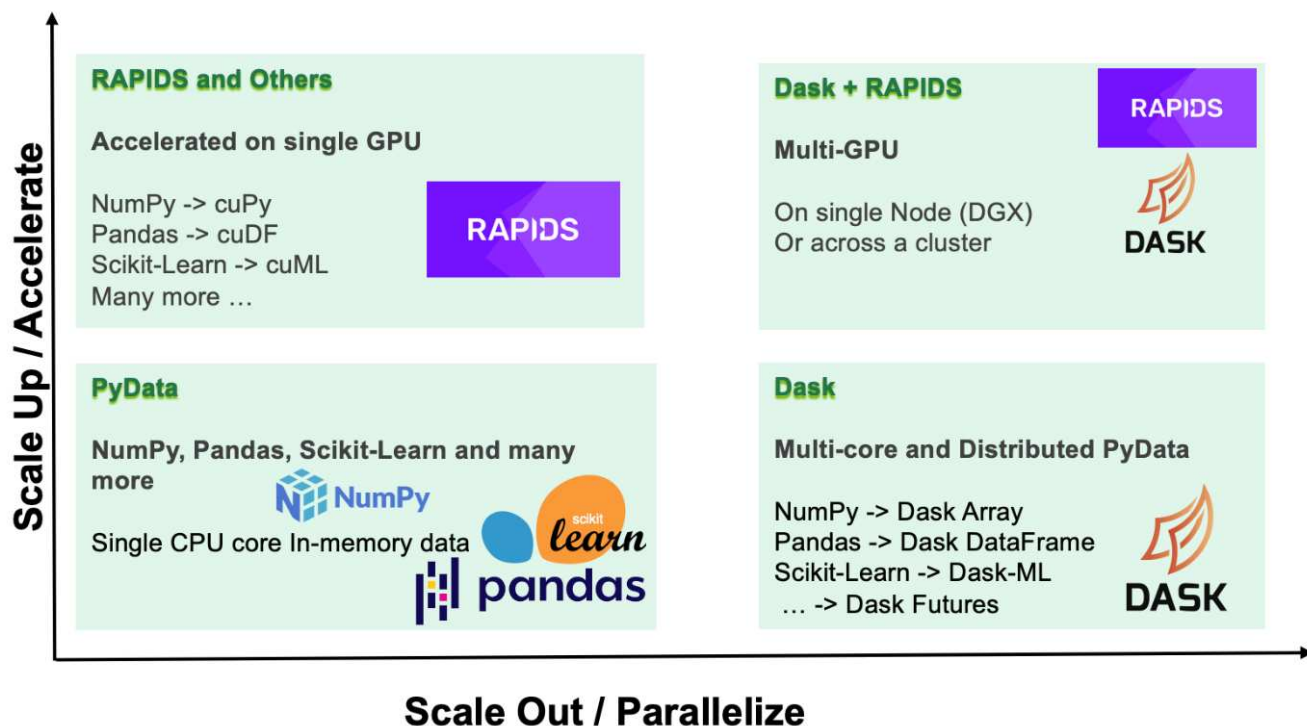 Scale Up / Accelerate
RAPIDS and Others
Accelerated on single GPU
NumPy -> cuPy
Pandas -> cuDF
Scikit-Learn -> cuML
Many more …
RAPIDS
Dask + RAPIDS
Multi-GPU
On single Node (DGX)
Or across a cluster
RAPIDS
DASK
PyData
NumPy, Pandas, Scikit-Learn and many
more
NumPy
Single CPU core In-memory data
scikit
learn
pandas
Dask
Multi-core and Distributed PyData
NumPy -> Dask Array
Pandas -> Dask DataFrame
Scikit-Learn -> Dask-ML
… -> Dask Futures
DASK
Scale Out / Parallelize